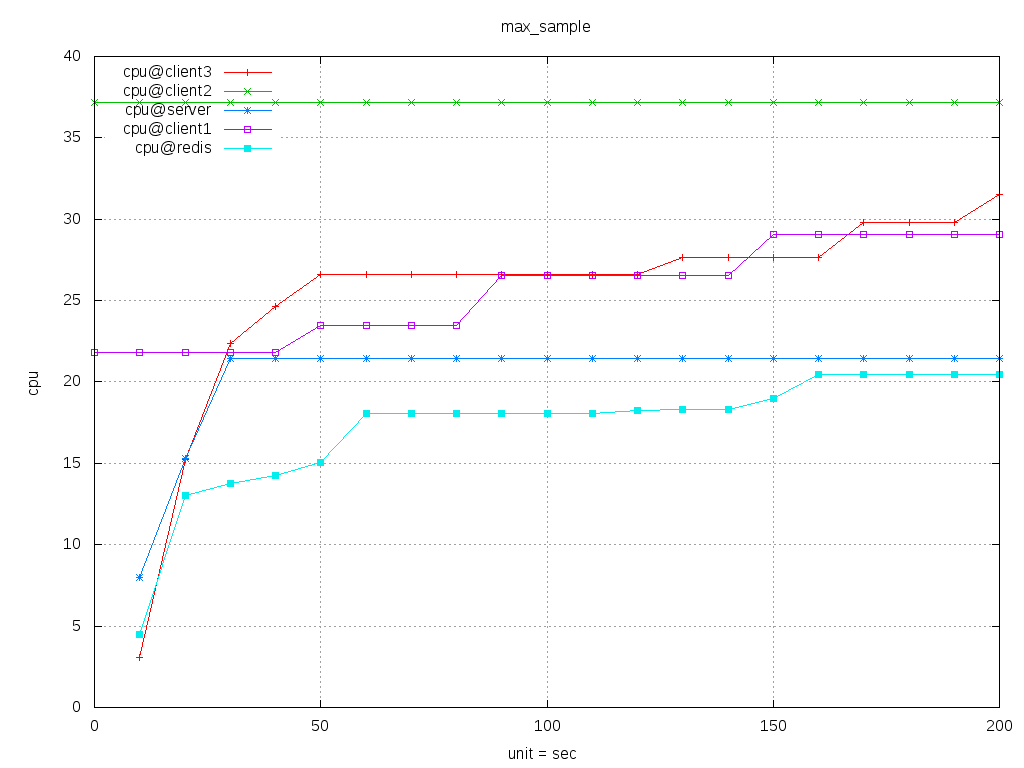 max_sample
cpu@client3
cpu@client2
cpu@server
cpu@client1
cpu@redis
40
35
30
25
20
15
10
5
0
cpu
0 50 100 150 200
unit = sec